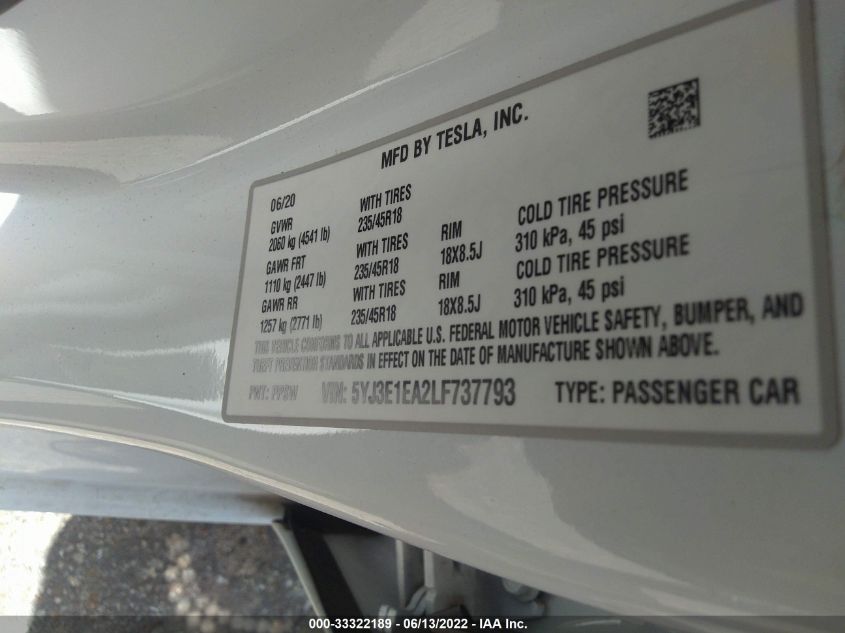 MFD BY TESLA, INC.
06/20
GVWR
2060 kg (4541 lb)
GAWR FRT
1110 kg (2447 lb)
GAWR RR
1257 kg (2771 lb)
WITH TIRES
235/45R18
WITH TIRES
235/45R18
WITH TIRES
235/45R18
RIM
18X8.5J
RIM
18X8.5J
COLD TIRE PRESSURE
310 kPa, 45 psi
COLD TIRE PRESSURE
310 kPa, 45 psi
THIS VEHICLE CONFORMS TO ALL APPLICABLE U.S. FEDERAL MOTOR VEHICLE SAFETY, BUMPER, AND
THEFT PREVENTION STANDARDS IN EFFECT ON THE DATE OF MANUFACTURE SHOWN ABOVE.
PNT: PPSW VIN: 5YJ3E1EA2LF737793 TYPE: PASSENGER CAR
000-33322189 - 06/13/2022 - IAA Inc.